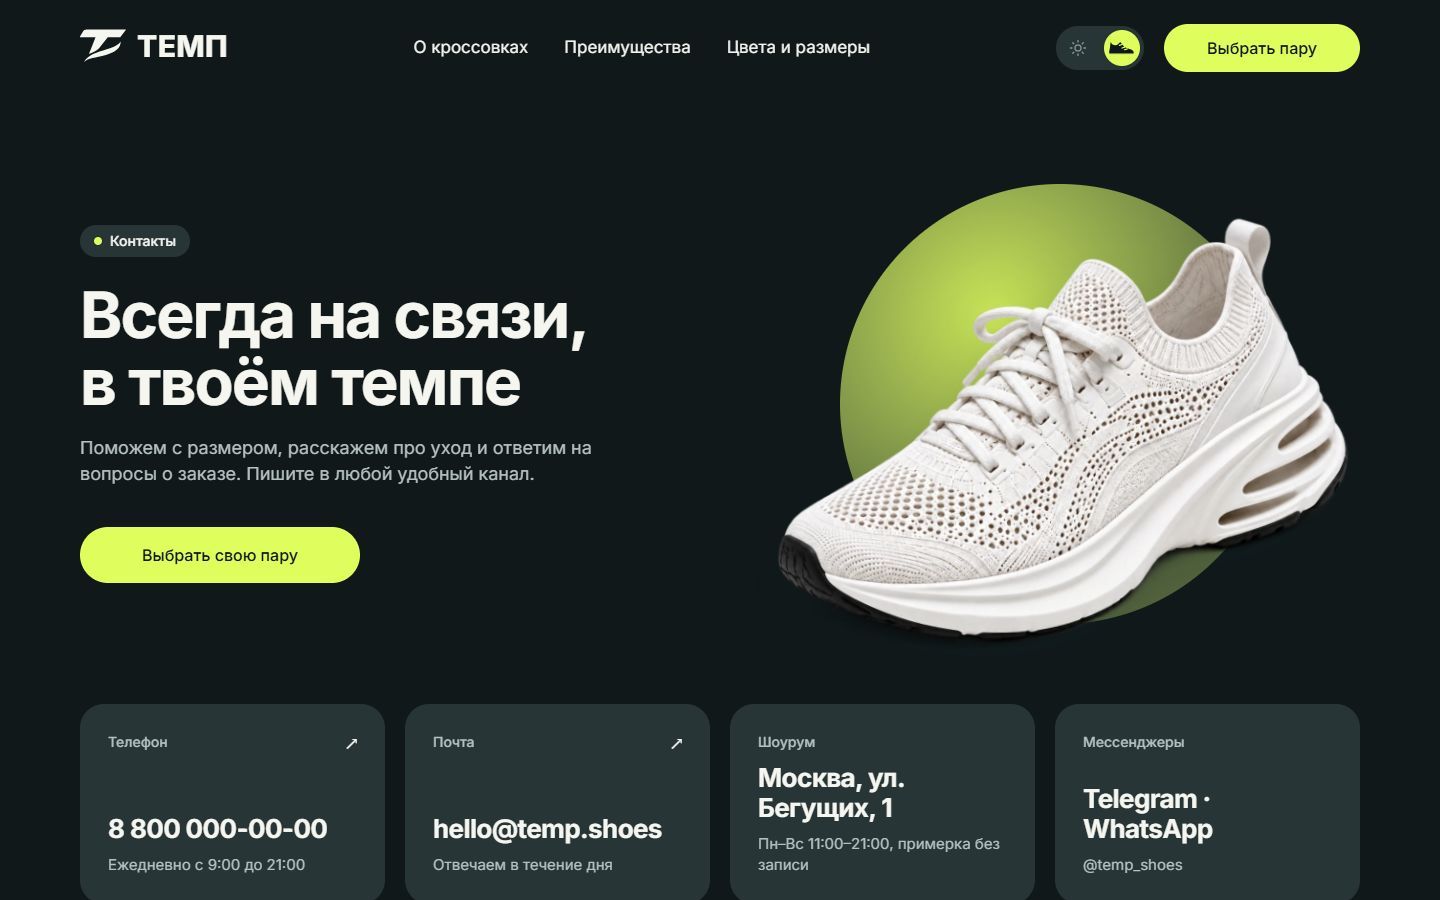 ТЕМП
О кроссовках
Преимущества
Цвета и размеры
Выбрать пару
Контакты
Всегда на связи,
в твоём темпе
Поможем с размером, расскажем про уход и ответим на
вопросы о заказе. Пишите в любой удобный канал.
Выбрать свою пару
Телефон
8 800 000-00-00
Ежедневно с 9:00 до 21:00
Почта
hello@temp.shoes
Отвечаем в течение дня
Шоурум
Москва, ул.
Бегущих, 1
Пн–Вс 11:00–21:00, примерка без
записи
Мессенджеры
Telegram ·
WhatsApp
@temp_shoes